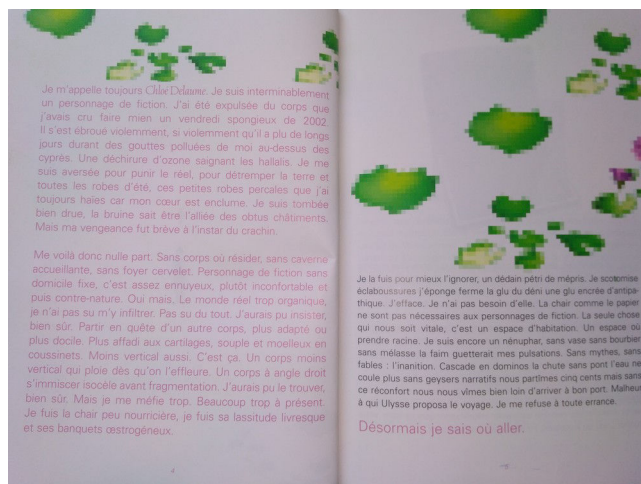 Je m'appelle toujours Chloé Delaume. Je suis interminablement
un personnage de fiction. J'ai été expulsée du corps que
j'avais cru faire mien un vendredi spongieux de 2002.
Il s'est ébroué violemment, si violemment qu'il a plu de longs
jours durant des gouttes polluées de moi au-dessus des
cyprès. Une déchirure d'ozone saignant les hallalis. Je me
suis aversée pour punir le réel, pour détremper la terre et
toutes les robes d'été, ces petites robes percale que j'ai
toujours haïes car mon cœur est enclume. Je suis tombée
bien drue, la bruine sait être l'alliée des obtus châtiments.
Mais ma vengeance fut brève à l'instar du crachin.
Me voilà donc nulle part. Sans corps où résider, sans caverne
accueillante, sans foyer cervelet. Personnage de fiction sans
domicile fixe, c'est assez ennuyeux, plutôt inconfortable et
puis contre-nature. Oui mais. Le monde réel trop organique,
je n'ai pas su m'y infiltrer. Pas su du tout. J'aurais pu insister,
bien sûr. Partir en quête d'un autre corps, plus adapté ou
plus docile. Plus affadi aux cartilages, souple et moelleux en
coussinets. Moins vertical aussi. C'est ça. Un corps moins
vertical qui ploie dès qu'on l'effleure. Un corps à angle droit
s'immiscer isocèle avant fragmentation. J'aurais pu le trouver,
bien sûr. Mais je me méfie trop. Beaucoup trop à présent.
Je fuis la chair peu nourricière, je fuis sa lassitude livresque
et ses banquets œstrogéneux.
Je la fuis pour mieux l'ignorer, un dédain pétri de mépris. Je scotomise
éclaboussures j'éponge ferme la glu du déni une glu encrée d'antipa-
thique. J'efface. Je n'ai pas besoin d'elle. La chair comme le papier
ne sont pas nécessaires aux personnages de fiction. La seule chose
qui nous soit vitale, c'est un espace d'habitation. Un espace où
prendre racine. Je suis encore un nénuphar, sans vase sans bourbier
sans mélasse la faim guetterait mes pulsations. Sans mythes, sans
fables : l'inanition. Cascade en dominos la chute sans pont l'eau ne
coule plus sans geysers narratifs nous partîmes cinq cents mais sans
ce réconfort nous nous vîmes bien loin d'arriver à bon port. Malheur
à qui Ulysse proposa le voyage. Je me refuse à toute errance.
Désormais je sais où aller.